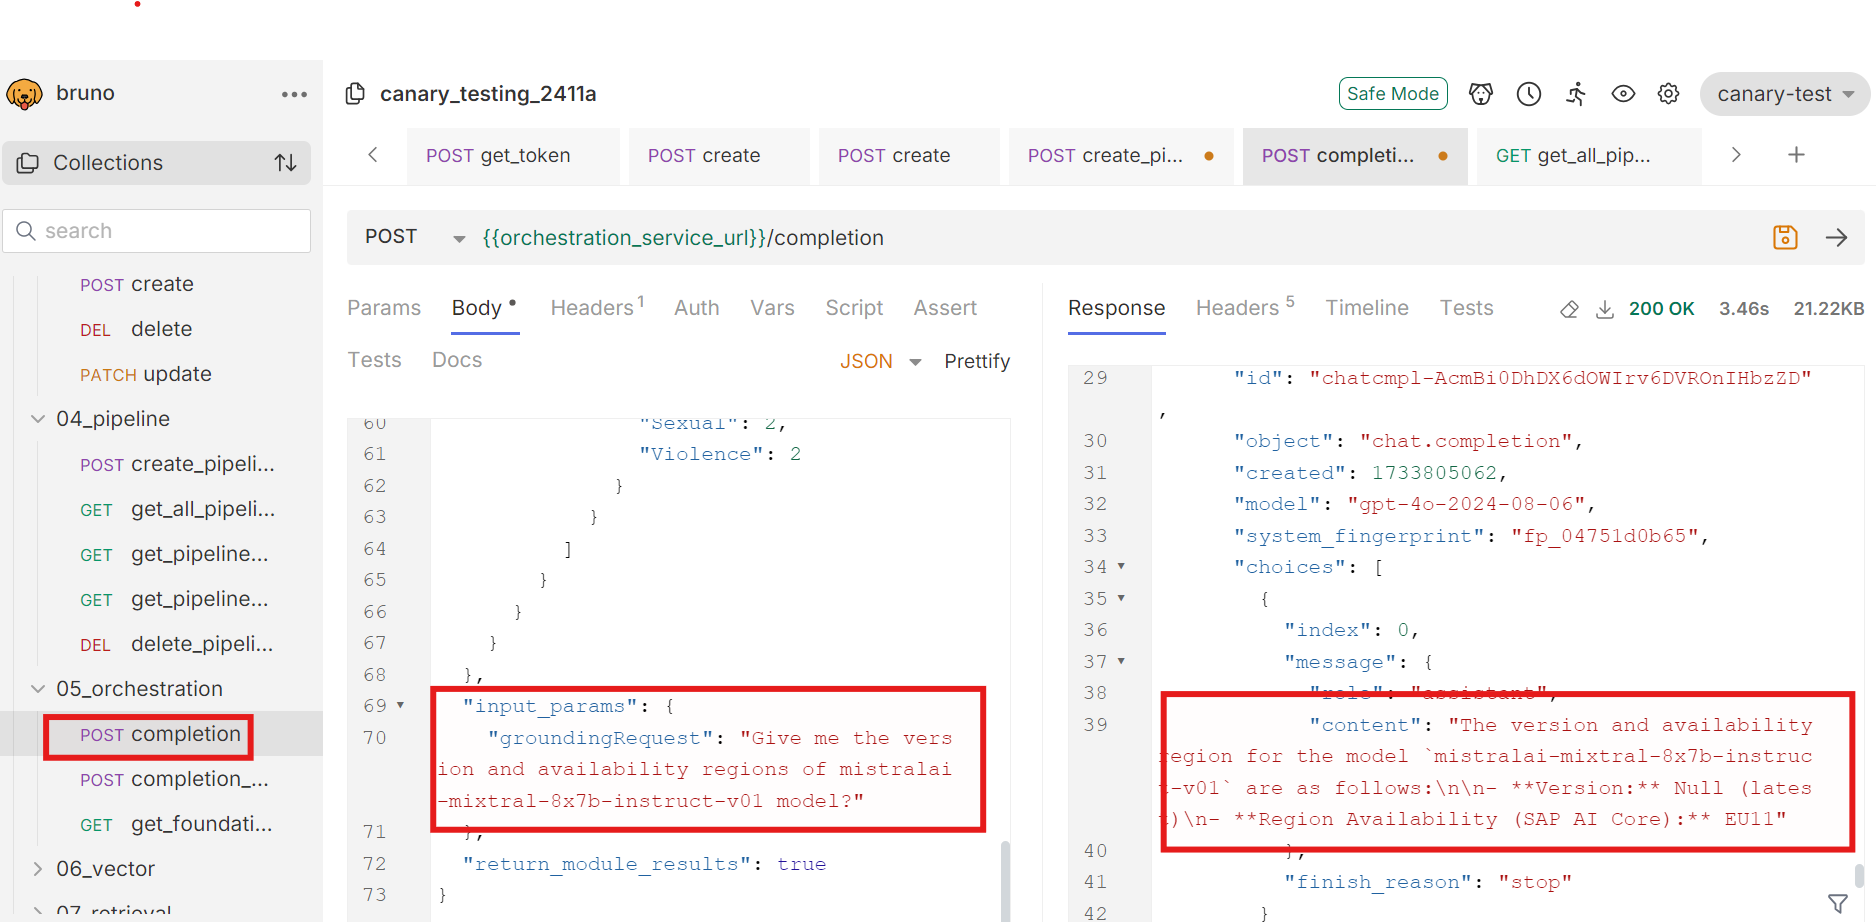 bruno
canary_testing_2411a
Safe Mode
canary-test
Collections
POST get_token
POST create
POST create
POST create_pi...
POST completi...
GET get_all_pip...
search
POST {{orchestration_service_url}}/completion
POST create
DEL delete
PATCH update
04_pipeline
POST create_pipeli...
GET get_all_pipeli...
GET get_pipeline...
GET get_pipeline...
DEL delete_pipeli...
05_orchestration
POST completion
POST completion_...
GET get_foundati...
06_vector
07_retrieval
Params Body Headers 1 Auth Vars Script Assert
Tests Docs JSON Prettify
60 "Sexual": 2,
61 "Violence": 2
62 }
63 }
64 ]
65 }
66 }
67 }
68 },
69 "input_params": {
70 "groundingRequest": "Give me the vers
ion and availability regions of mistralai
-mixtral-8x7b-instruct-v01 model?"
71 },
72 "return_module_results": true
73 }
Response Headers 5 Timeline Tests 200 OK 3.46s 21.22KB
29 "id": "chatcmpl-AcmBi0DhDX6dOWIrv6DVROnIHbzZD"
,
30 "object": "chat.completion",
31 "created": 1733805062,
32 "model": "gpt-4o-2024-08-06",
33 "system_fingerprint": "fp_04751d0b65",
34 "choices": [
35 {
36 "index": 0,
37 "message": {
38 "role": "assistant",
39 "content": "The version and availability
region for the model `mistralai-mixtral-8x7b-instruc
t-v01` are as follows:\n\n- **Version:** Null (lates
t)\n- **Region Availability (SAP AI Core):** EU11"
40 },
41 "finish_reason": "stop"
42 }